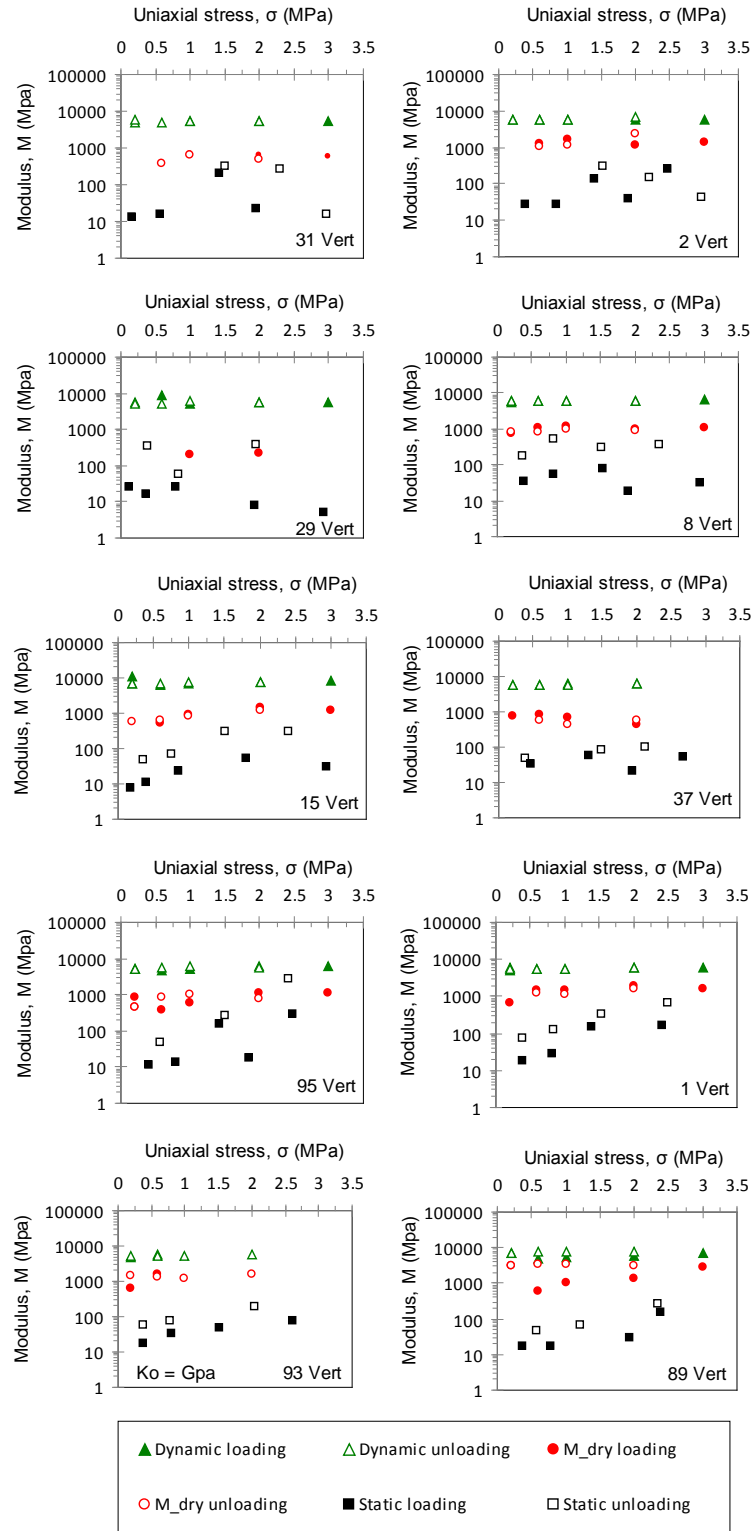 Uniaxial stress, σ (MPa)
0 0.5 1 1.5 2 2.5 3 3.5
Modulus, M (Mpa)
100000
10000
1000
100
10
1
31 Vert
Uniaxial stress, σ (MPa)
0 0.5 1 1.5 2 2.5 3 3.5
Modulus, M (Mpa)
100000
10000
1000
100
10
1
2 Vert
Uniaxial stress, σ (MPa)
0 0.5 1 1.5 2 2.5 3 3.5
Modulus, M (Mpa)
100000
10000
1000
100
10
1
29 Vert
Uniaxial stress, σ (MPa)
0 0.5 1 1.5 2 2.5 3 3.5
Modulus, M (Mpa)
100000
10000
1000
100
10
1
8 Vert
Uniaxial stress, σ (MPa)
0 0.5 1 1.5 2 2.5 3 3.5
Modulus, M (Mpa)
100000
10000
1000
100
10
1
15 Vert
Uniaxial stress, σ (MPa)
0 0.5 1 1.5 2 2.5 3 3.5
Modulus, M (Mpa)
100000
10000
1000
100
10
1
37 Vert
Uniaxial stress, σ (MPa)
0 0.5 1 1.5 2 2.5 3 3.5
Modulus, M (Mpa)
100000
10000
1000
100
10
1
95 Vert
Uniaxial stress, σ (MPa)
0 0.5 1 1.5 2 2.5 3 3.5
Modulus, M (Mpa)
100000
10000
1000
100
10
1
1 Vert
Uniaxial stress, σ (MPa)
0 0.5 1 1.5 2 2.5 3 3.5
Modulus, M (Mpa)
100000
10000
1000
100
10
1
Ko = Gpa 93 Vert
Uniaxial stress, σ (MPa)
0 0.5 1 1.5 2 2.5 3 3.5
Modulus, M (Mpa)
100000
10000
1000
100
10
1
89 Vert
Dynamic loading Dynamic unloading M_dry loading
M_dry unloading Static loading Static unloading